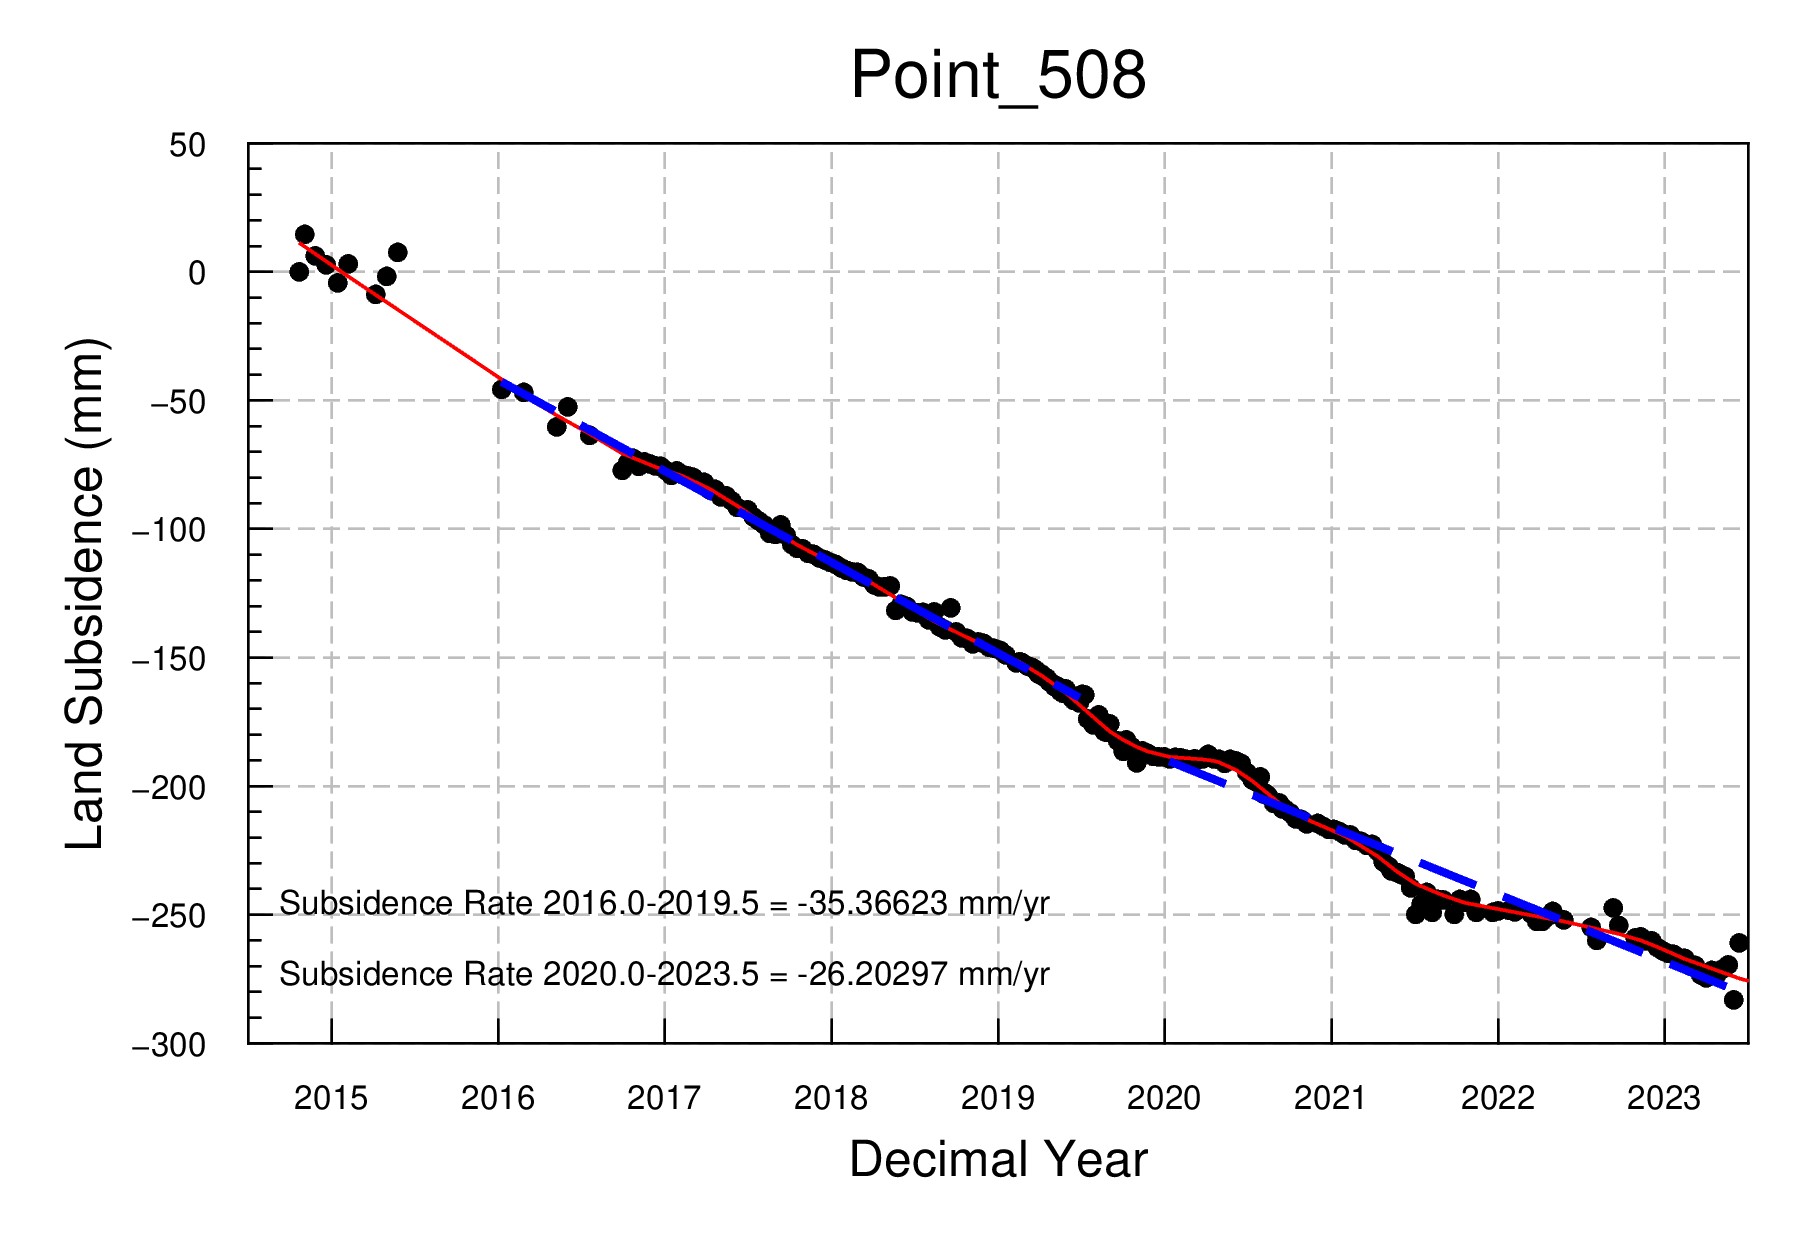 Point_508
Land Subsidence (mm)
50
0
−50
−100
−150
−200
−250
−300
Subsidence Rate 2016.0-2019.5 = -35.36623 mm/yr
Subsidence Rate 2020.0-2023.5 = -26.20297 mm/yr
2015 2016 2017 2018 2019 2020 2021 2022 2023
Decimal Year